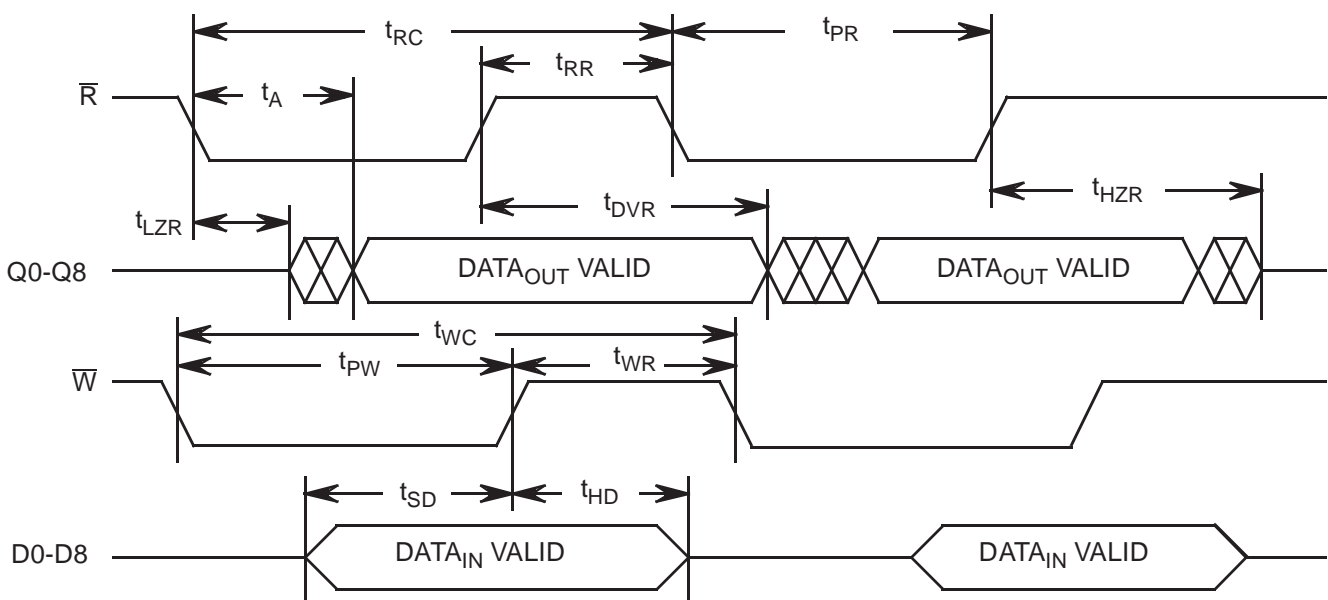 tRC
tPR
tRR
R̅
tA
tLZR
tDVR
tHZR
Q0-Q8
DATAOUT VALID
DATAOUT VALID
tWC
tPW
tWR
W̅
tSD
tHD
D0-D8
DATAIN VALID
DATAIN VALID